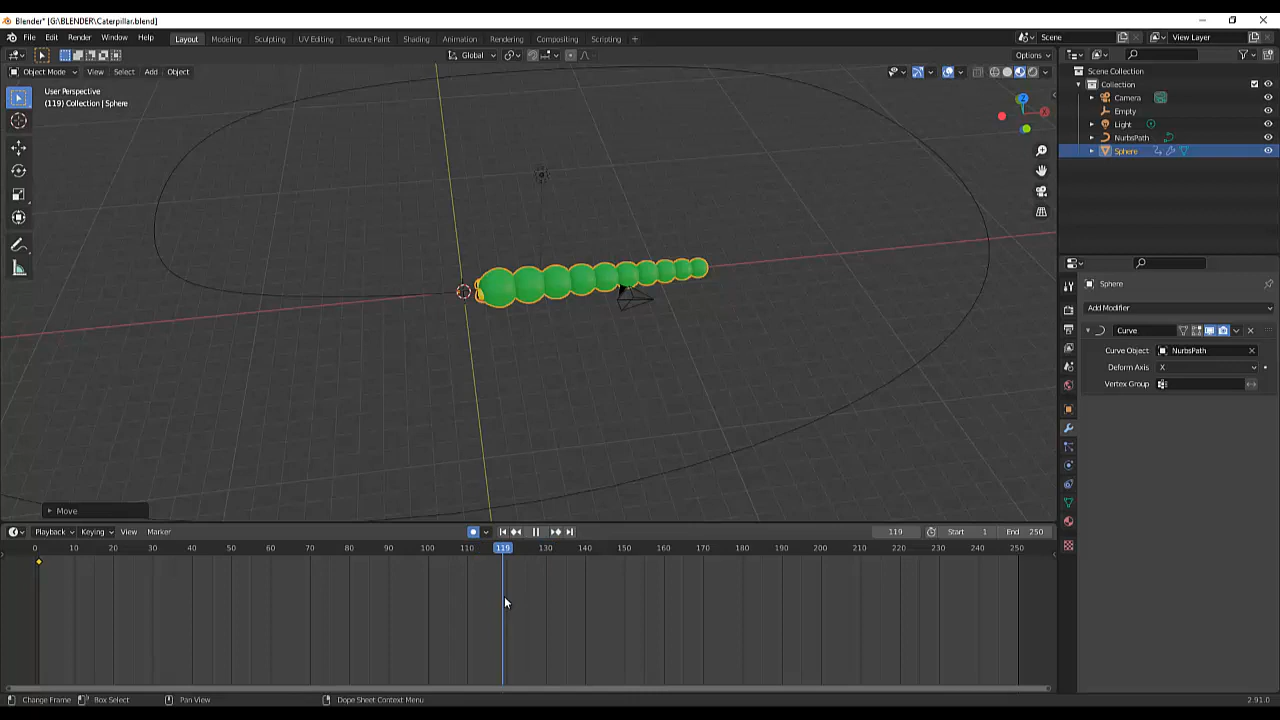 Blender* [G:\BLENDER\Caterpillar.blend]
File Edit Render Window Help Layout Modeling Sculpting UV Editing Texture Paint Shading Animation Rendering Compositing Scripting + Scene View Layer
Global Options
Object Mode View Select Add Object
User Perspective
(119) Collection | Sphere
Z
X
Scene Collection
Collection
Camera
Empty
Light
NurbsPath
Sphere
Sphere
Add Modifier
Curve
Curve Object NurbsPath
Deform Axis X
Vertex Group
Move
Playback Keying View Marker 119 Start 1 End 250
0 10 20 30 40 50 60 70 80 90 100 110 119 130 140 150 160 170 180 190 200 210 220 230 240 250
Change Frame Box Select Pan View Dope Sheet Context Menu 2.91.0